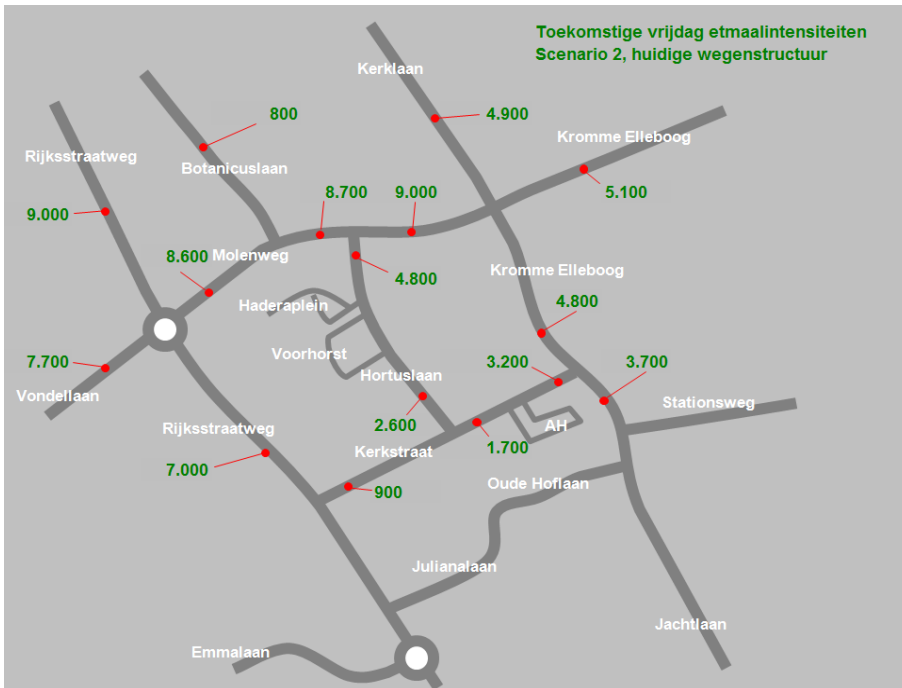 Toekomstige vrijdag etmaalintensiteiten
Scenario 2, huidige wegenstructuur
Kerklaan
800
4.900
Kromme Elleboog
Rijksstraatweg
Botanicuslaan
5.100
8.700
9.000
9.000
8.600
Molenweg
4.800
Kromme Elleboog
Haderaplein
4.800
Voorhorst
3.200
3.700
7.700
Hortuslaan
Vondellaan
Stationsweg
2.600
AH
Rijksstraatweg
1.700
Kerkstraat
7.000
Oude Hoflaan
900
Julianalaan
Jachtlaan
Emmalaan